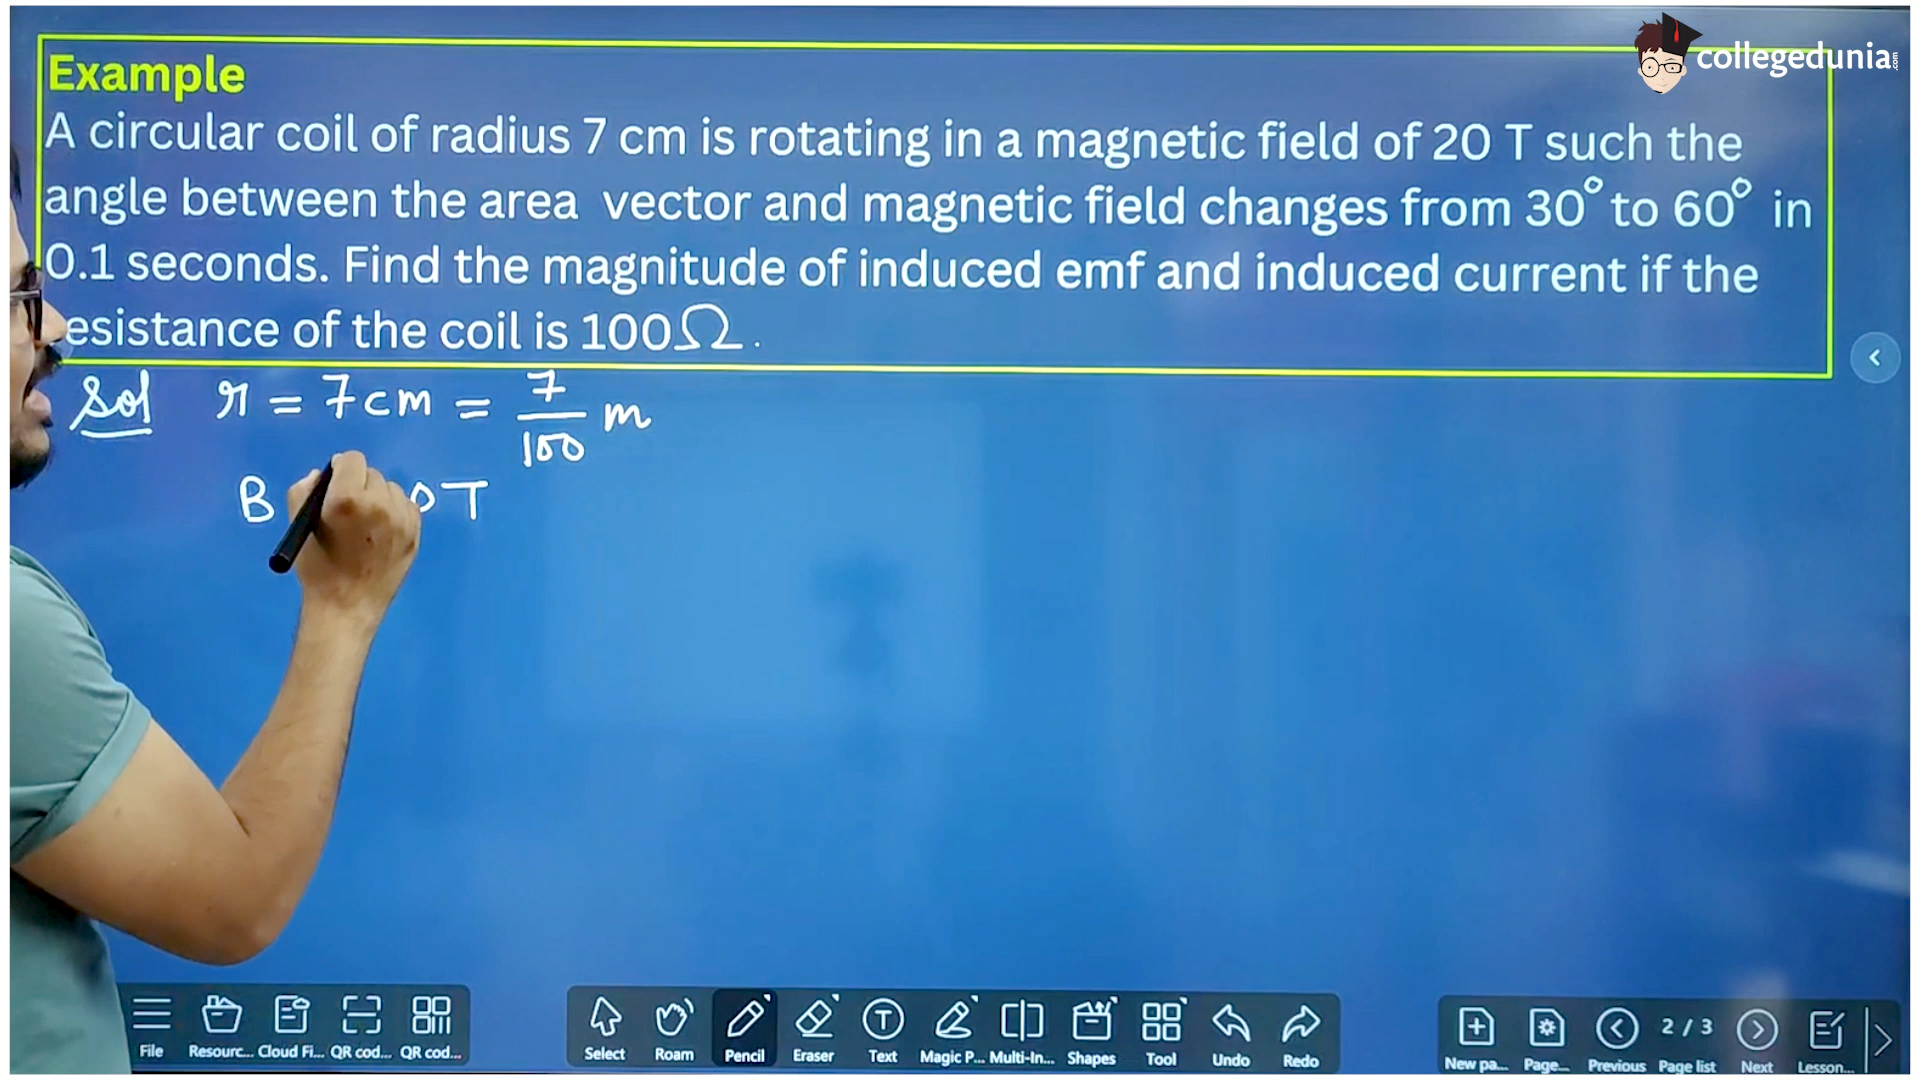 collegedunia.com
Example
A circular coil of radius 7 cm is rotating in a magnetic field of 20 T such the
angle between the area vector and magnetic field changes from 30° to 60° in
0.1 seconds. Find the magnitude of induced emf and induced current if the
esistance of the coil is 100Ω.
Sol r = 7cm = 7/100 m
B 0T
File Resourc... Cloud Fi... QR cod... QR cod... Select Roam Pencil Eraser Text Magic P... Multi-In... Shapes Tool Undo Redo New pa... Page... Previous 2 / 3 Page list Next Lesson...